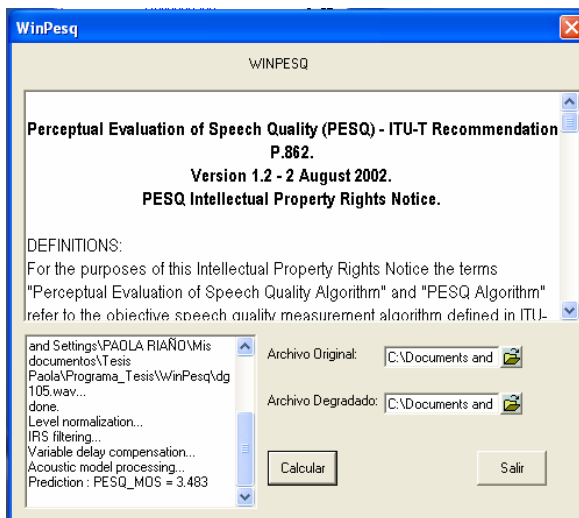 WinPesq
WINPESQ
Perceptual Evaluation of Speech Quality (PESQ) - ITU-T Recommendation
P.862.
Version 1.2 - 2 August 2002.
PESQ Intellectual Property Rights Notice.
DEFINITIONS:
For the purposes of this Intellectual Property Rights Notice the terms
"Perceptual Evaluation of Speech Quality Algorithm" and "PESQ Algorithm"
refer to the objective speech quality measurement algorithm defined in ITU-
and Settings\PAOLA RIAÑO\Mis
documentos\Tesis
Paola\Programa_Tesis\WinPesq\dg
105.wav...
done.
Level normalization...
IRS filtering...
Variable delay compensation...
Acoustic model processing...
Prediction : PESQ_MOS = 3.483
Archivo Original: C:\Documents and
Archivo Degradado: C:\Documents and
Calcular
Salir